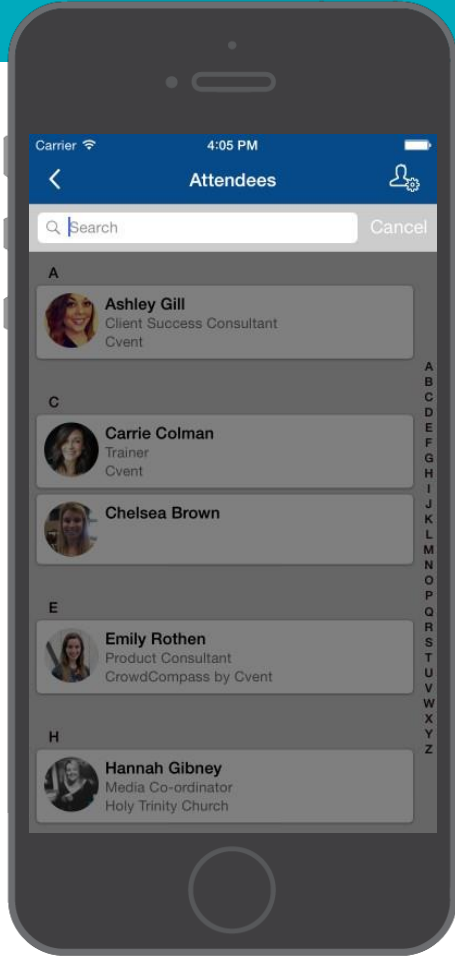 Carrier 4:05 PM
Attendees
Search Cancel
A
Ashley Gill
Client Success Consultant
Cvent
C
Carrie Colman
Trainer
Cvent
Chelsea Brown
E
Emily Rothen
Product Consultant
CrowdCompass by Cvent
H
Hannah Gibney
Media Co-ordinator
Holy Trinity Church
A
B
C
D
E
F
G
H
I
J
K
L
M
N
O
P
Q
R
S
T
U
V
W
X
Y
Z